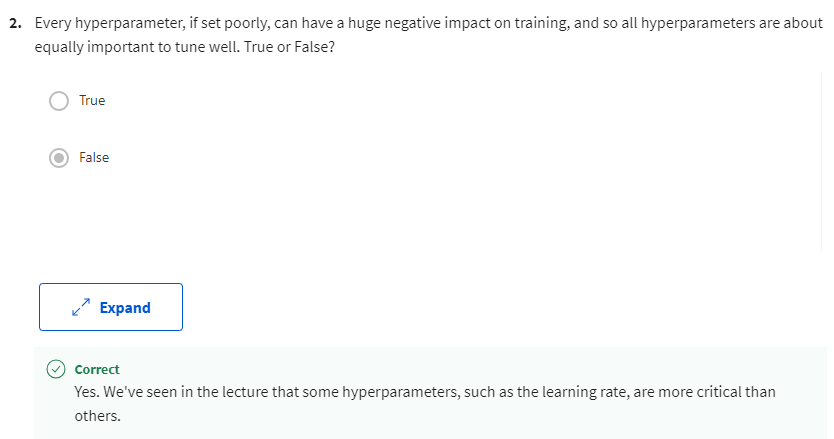 2. Every hyperparameter, if set poorly, can have a huge negative impact on training, and so all hyperparameters are about
equally important to tune well. True or False?
True
False
Expand
Correct
Yes. We've seen in the lecture that some hyperparameters, such as the learning rate, are more critical than
others.